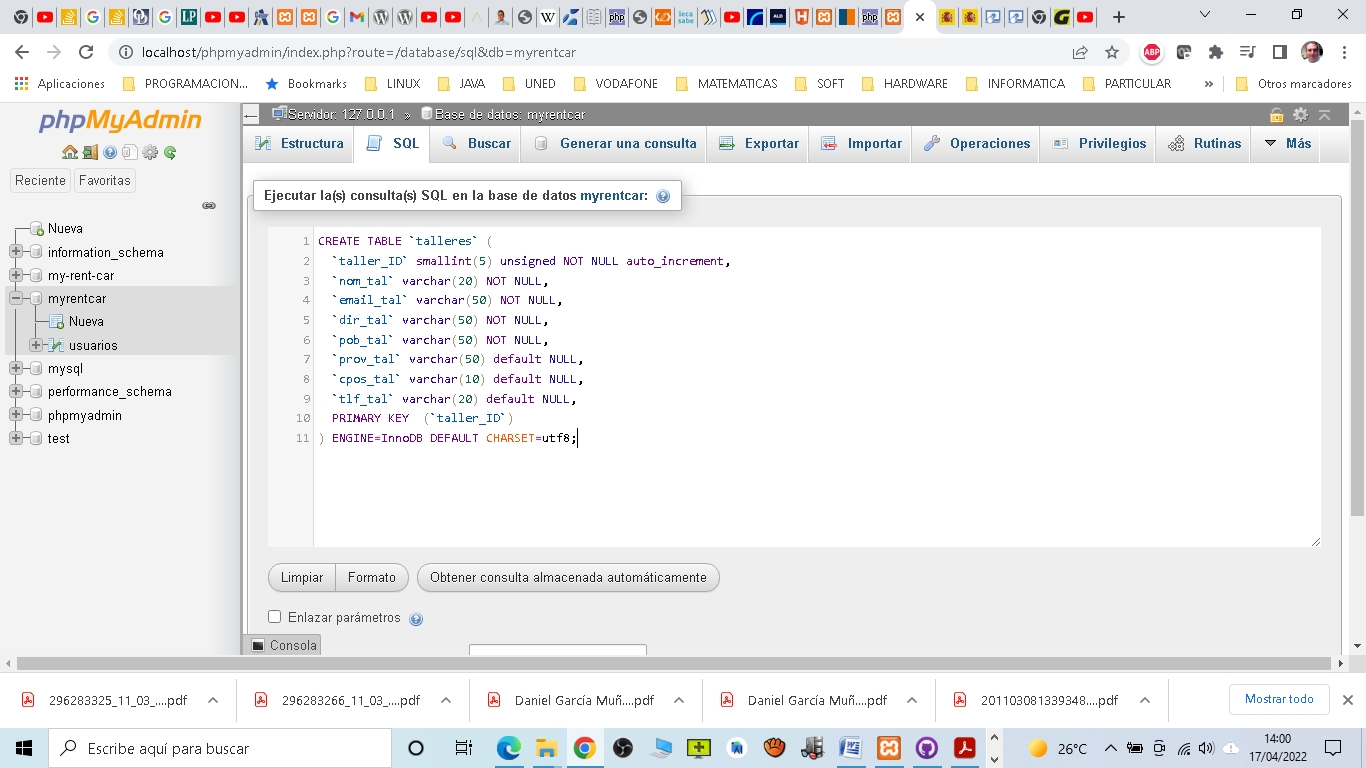 localhost/phpmyadmin/index.php?route=/database/sql&db=myrentcar
Aplicaciones PROGRAMACION... Bookmarks LINUX JAVA UNED VODAFONE MATEMATICAS SOFT HARDWARE INFORMATICA PARTICULAR » Otros marcadores
phpMyAdmin
Servidor: 127.0.0.1 » Base de datos: myrentcar
Estructura SQL Buscar Generar una consulta Exportar Importar Operaciones Privilegios Rutinas Más
Reciente Favoritas
Nueva
information_schema
my-rent-car
myrentcar
Nueva
usuarios
mysql
performance_schema
phpmyadmin
test
Ejecutar la(s) consulta(s) SQL en la base de datos myrentcar:
1 CREATE TABLE `talleres` (
2 `taller_ID` smallint(5) unsigned NOT NULL auto_increment,
3 `nom_tal` varchar(20) NOT NULL,
4 `email_tal` varchar(50) NOT NULL,
5 `dir_tal` varchar(50) NOT NULL,
6 `pob_tal` varchar(50) NOT NULL,
7 `prov_tal` varchar(50) default NULL,
8 `cpos_tal` varchar(10) default NULL,
9 `tlf_tal` varchar(20) default NULL,
10 PRIMARY KEY  (`taller_ID`)
11 ) ENGINE=InnoDB DEFAULT CHARSET=utf8;
Limpiar Formato Obtener consulta almacenada automáticamente
Enlazar parámetros
Consola
296283325_11_03_....pdf 296283266_11_03_....pdf Daniel García Muñ....pdf Daniel García Muñ....pdf 201103081339348....pdf Mostrar todo
Escribe aquí para buscar
26°C
14:00
17/04/2022